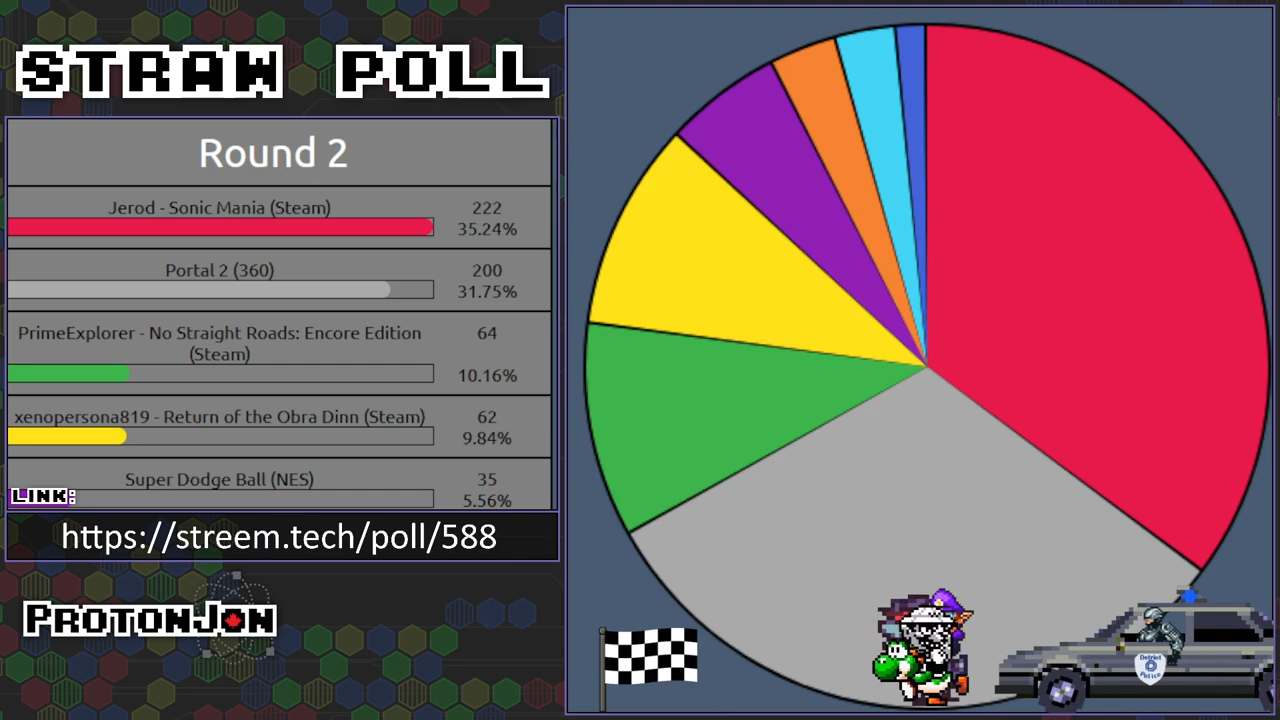 STRAW POLL
Round 2
Jerod - Sonic Mania (Steam)
222
35.24%
Portal 2 (360)
200
31.75%
PrimeExplorer - No Straight Roads: Encore Edition
(Steam)
64
10.16%
xenopersona819 - Return of the Obra Dinn (Steam)
62
9.84%
Super Dodge Ball (NES)
35
5.56%
LINK:
https://streem.tech/poll/588
PROTONJON
Detroit
Police